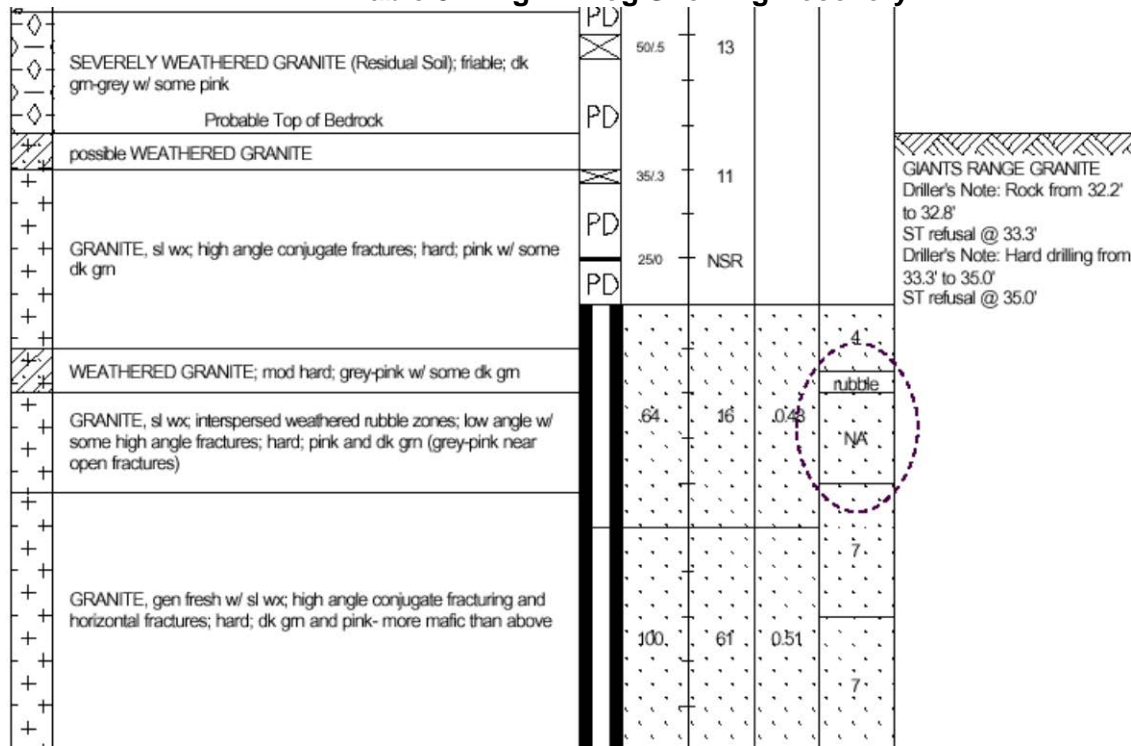 PD
50/.5
13
SEVERELY WEATHERED GRANITE (Residual Soil); friable; dk
grn-grey w/ some pink
PD
Probable Top of Bedrock
possible WEATHERED GRANITE
35/.3
11
GIANTS RANGE GRANITE
Driller's Note: Rock from 32.2'
to 32.8'
ST refusal @ 33.3'
Driller's Note: Hard drilling from
33.3' to 35.0'
ST refusal @ 35.0'
PD
GRANITE, sl wx; high angle conjugate fractures; hard; pink w/ some
dk grn
25/0
NSR
PD
4
WEATHERED GRANITE; mod hard; grey-pink w/ some dk grn
rubble
GRANITE, sl wx; interspersed weathered rubble zones; low angle w/
some high angle fractures; hard; pink and dk grn (grey-pink near
open fractures)
64
16
0.43
NA
7
GRANITE, gen fresh w/ sl wx; high angle conjugate fracturing and
horizontal fractures; hard; dk grn and pink- more mafic than above
100
61
0.51
7